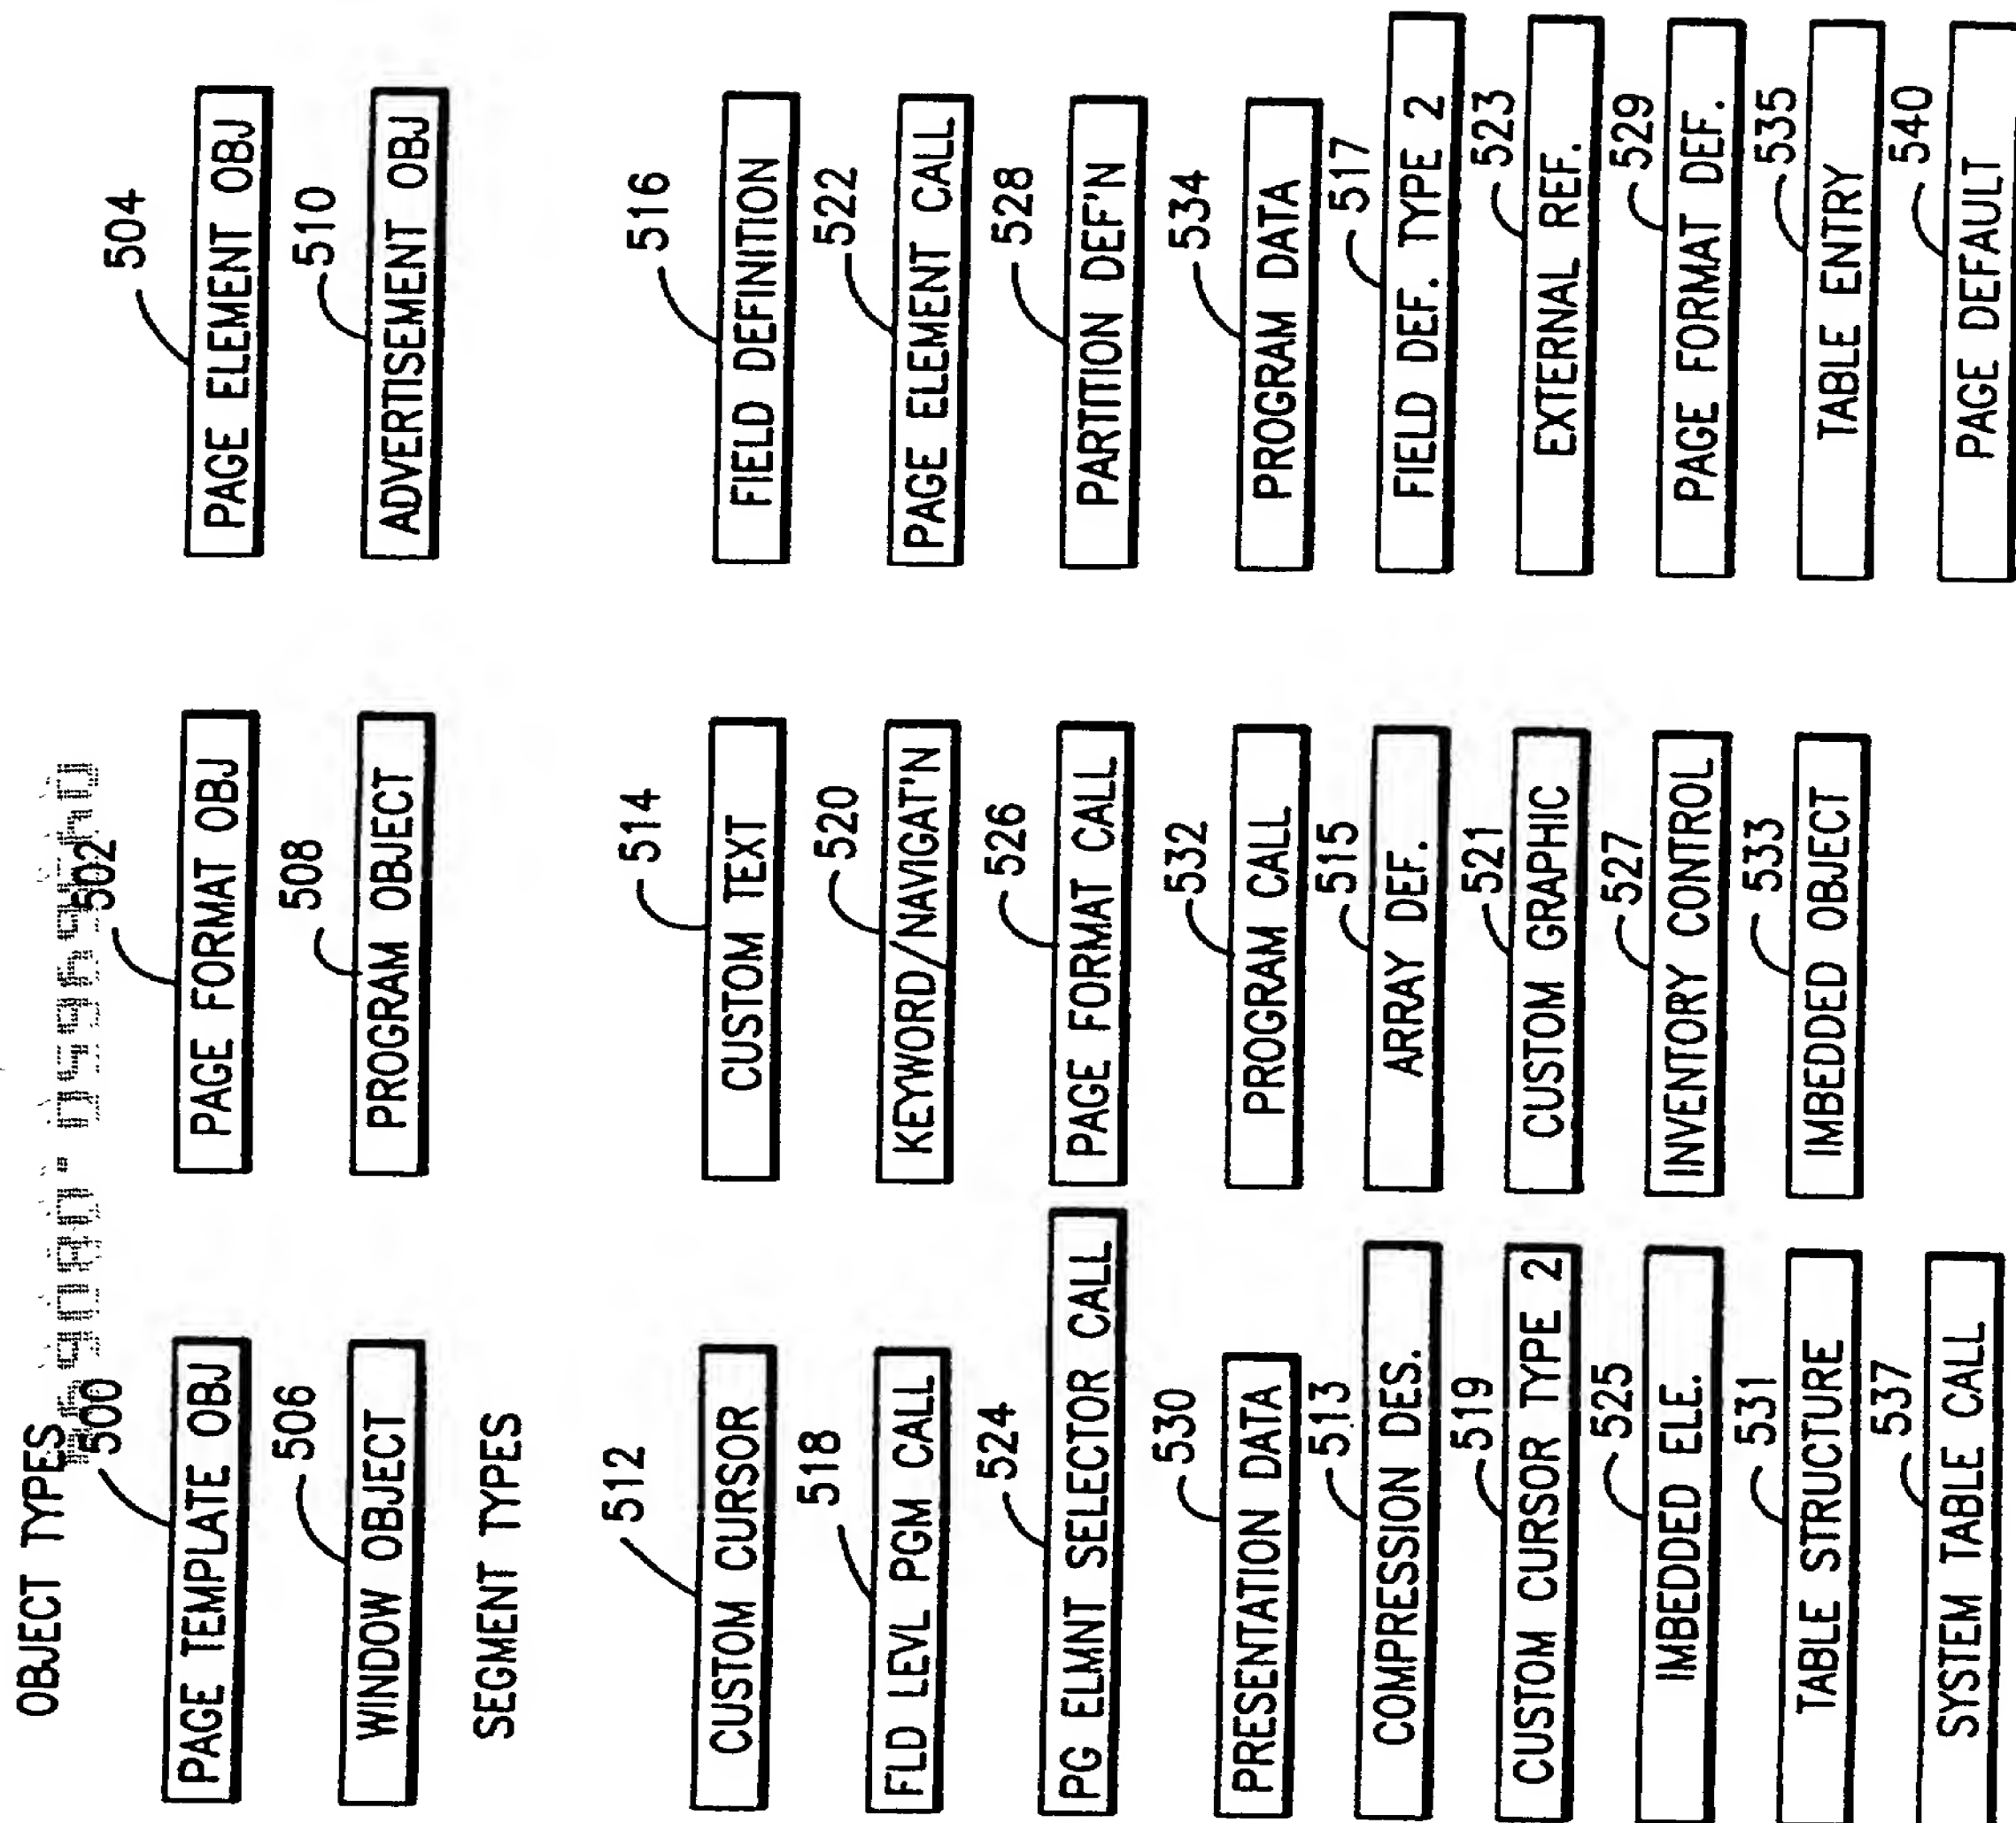 OBJECT TYPES
500 502 504
PAGE TEMPLATE OBJ PAGE FORMAT OBJ PAGE ELEMENT OBJ
506 508 510
WINDOW OBJECT PROGRAM OBJECT ADVERTISEMENT OBJ
SEGMENT TYPES
512 514 516
CUSTOM CURSOR CUSTOM TEXT FIELD DEFINITION
518 520 522
FLD LEVL PGM CALL KEYWORD/NAVIGAT'N PAGE ELEMENT CALL
524 526 528
PG ELMNT SELECTOR CALL PAGE FORMAT CALL PARTITION DEF'N
530 532 534
PRESENTATION DATA PROGRAM CALL PROGRAM DATA
513 515 517
COMPRESSION DES. ARRAY DEF. FIELD DEF. TYPE 2
519 521 523
CUSTOM CURSOR TYPE 2 CUSTOM GRAPHIC EXTERNAL REF.
525 527 529
IMBEDDED ELE. INVENTORY CONTROL PAGE FORMAT DEF.
531 533 535
TABLE STRUCTURE IMBEDDED OBJECT TABLE ENTRY
537 540
SYSTEM TABLE CALL PAGE DEFAULT